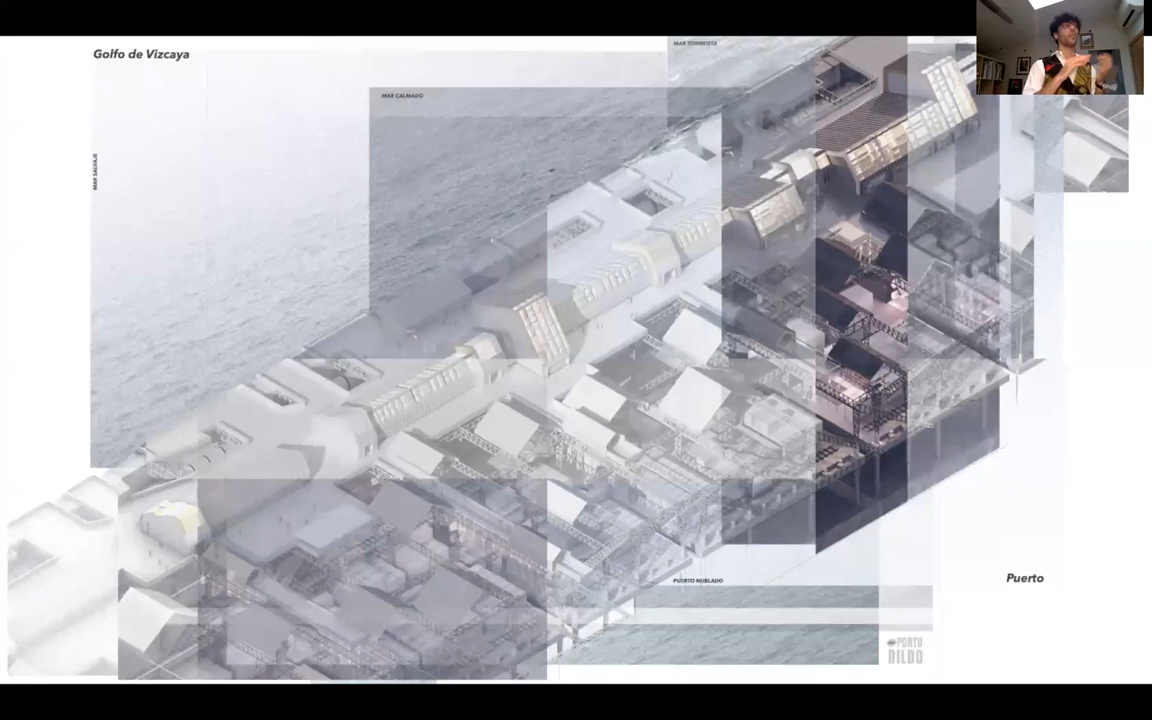 Golfo de Vizcaya
MAR TORMENTA
MAR CALMADO
MAR SALVAJE
PUERTO NUBLADO
Puerto
PORTU
BILDO